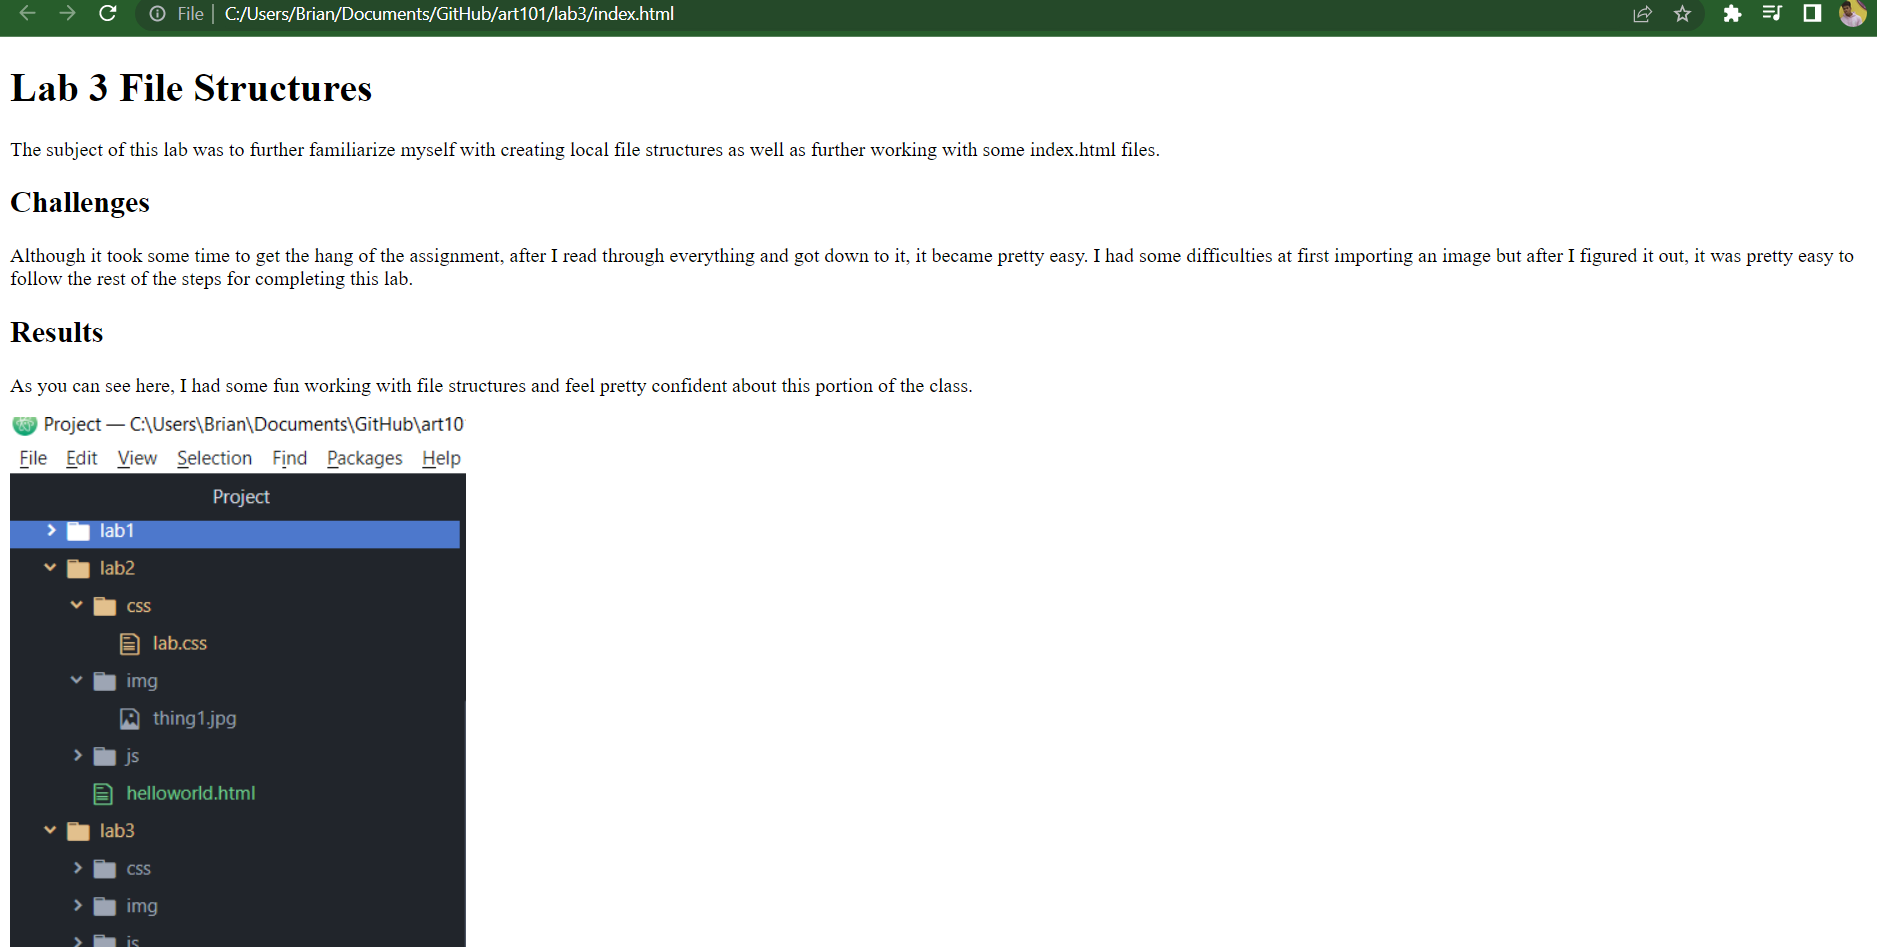 File | C:/Users/Brian/Documents/GitHub/art101/lab3/index.html
Lab 3 File Structures
The subject of this lab was to further familiarize myself with creating local file structures as well as further working with some index.html files.
Challenges
Although it took some time to get the hang of the assignment, after I read through everything and got down to it, it became pretty easy. I had some difficulties at first importing an image but after I figured it out, it was pretty easy to
follow the rest of the steps for completing this lab.
Results
As you can see here, I had some fun working with file structures and feel pretty confident about this portion of the class.
Project — C:\Users\Brian\Documents\GitHub\art10
File Edit View Selection Find Packages Help
Project
lab1
lab2
css
lab.css
img
thing1.jpg
js
helloworld.html
lab3
css
img
js